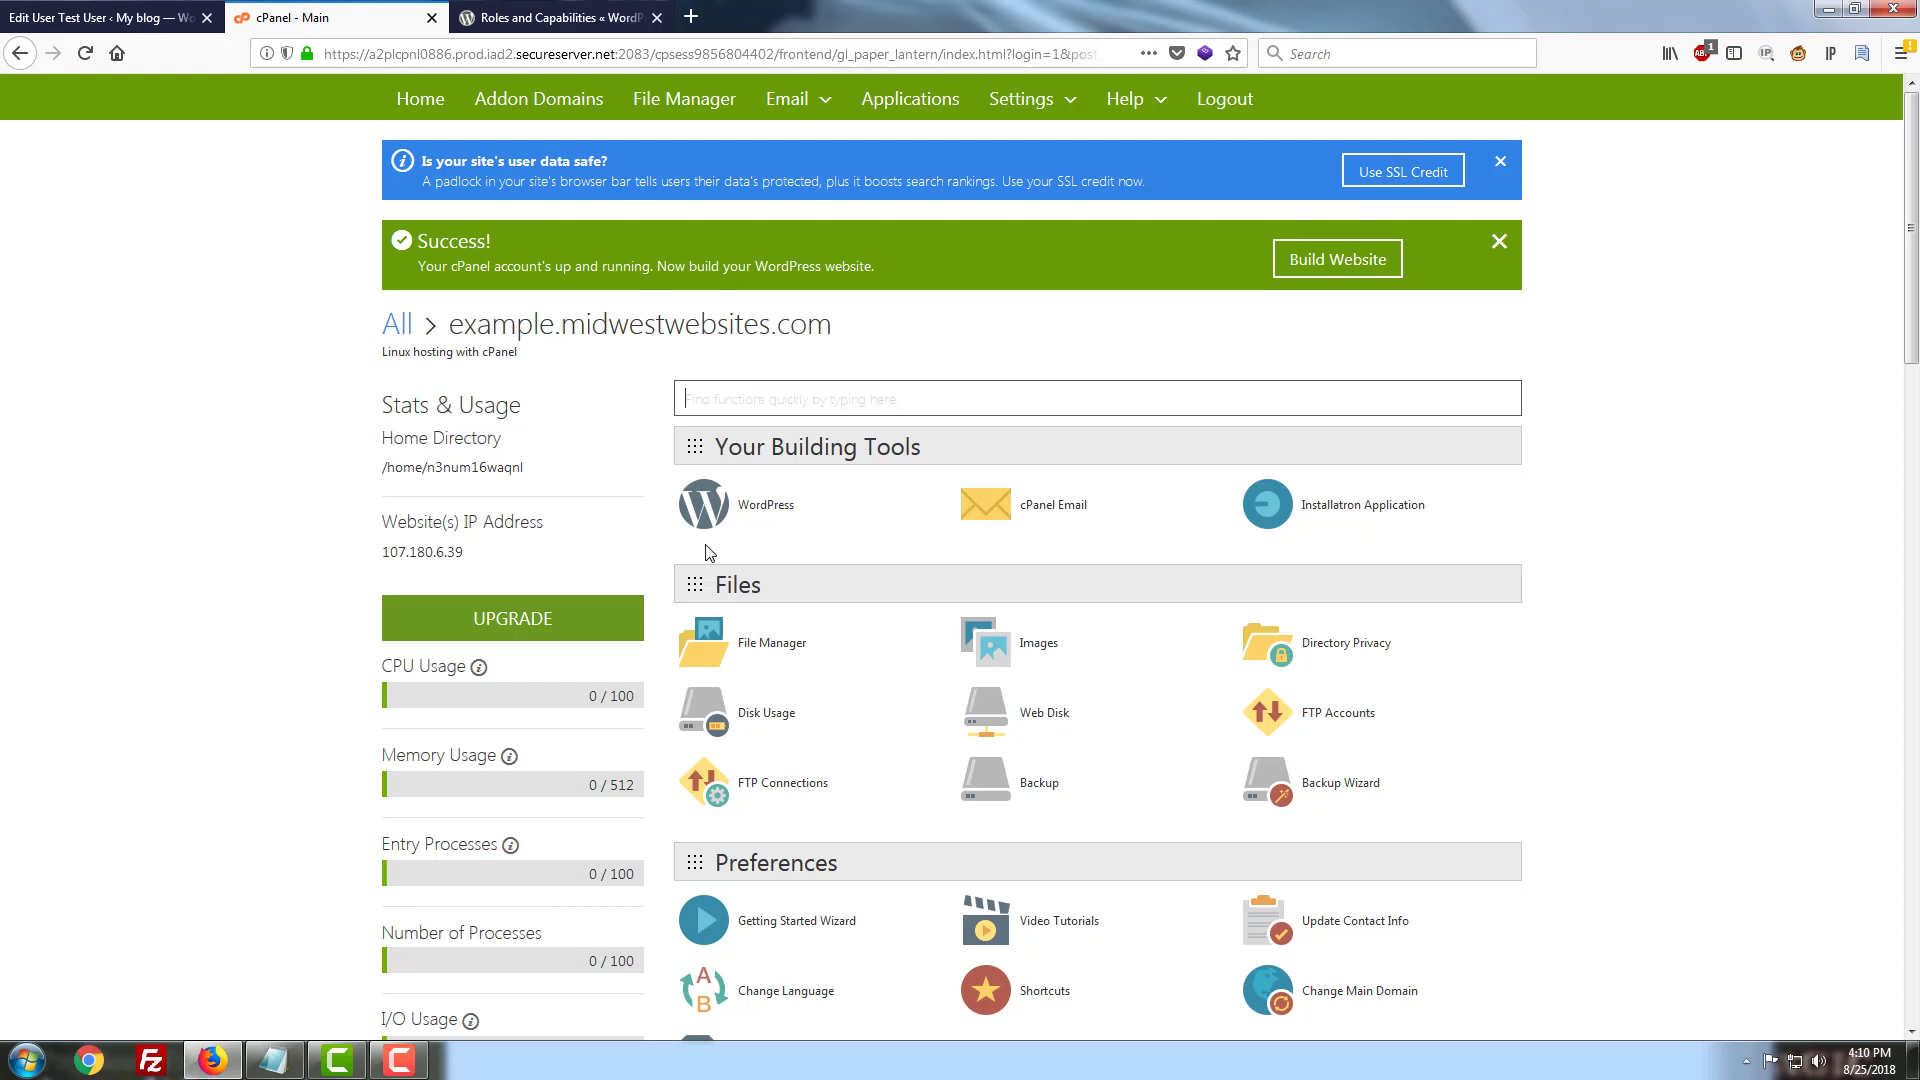 Edit User Test User ‹ My blog — Wo
cPanel - Main
Roles and Capabilities « WordP
https://a2plcpnl0886.prod.iad2.secureserver.net:2083/cpsess9856804402/frontend/gl_paper_lantern/index.html?login=1&post_
Search
ABP
1
IP
IP
Home
Addon Domains
File Manager
Email
Applications
Settings
Help
Logout
Is your site's user data safe?
A padlock in your site's browser bar tells users their data's protected, plus it boosts search rankings. Use your SSL credit now.
Use SSL Credit
Success!
Your cPanel account's up and running. Now build your WordPress website.
Build Website
All > example.midwestwebsites.com
Linux hosting with cPanel
Stats & Usage
Home Directory
/home/n3num16waqnl
Website(s) IP Address
107.180.6.39
UPGRADE
CPU Usage
0 / 100
Memory Usage
0 / 512
Entry Processes
0 / 100
Number of Processes
0 / 100
I/O Usage
Find functions quickly by typing here.
Your Building Tools
WordPress
cPanel Email
Installatron Application
Files
File Manager
Images
Directory Privacy
Disk Usage
Web Disk
FTP Accounts
FTP Connections
Backup
Backup Wizard
Preferences
Getting Started Wizard
Video Tutorials
Update Contact Info
A
B
Change Language
Shortcuts
Change Main Domain
4:10 PM
8/25/2018